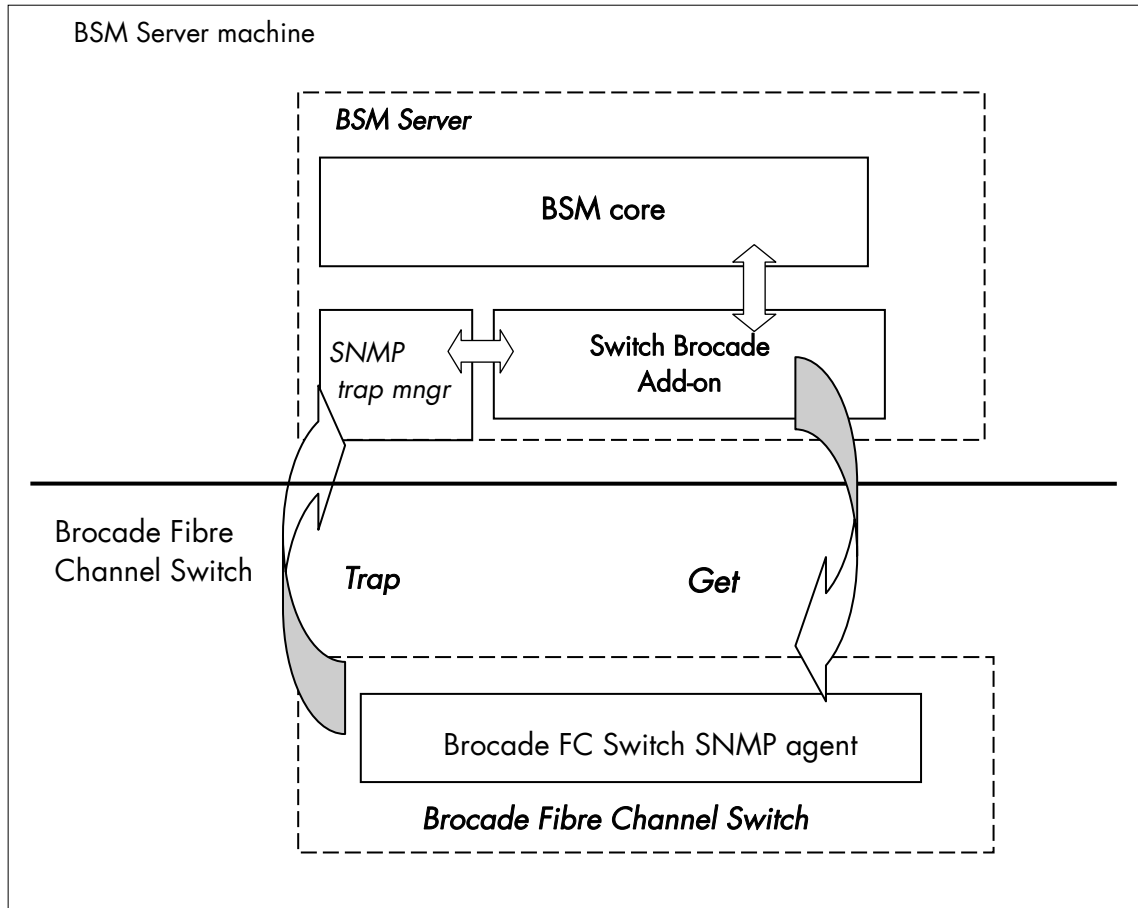 BSM Server machine
BSM Server
BSM core
SNMP
trap mngr
Switch Brocade
Add-on
Brocade Fibre
Channel Switch
Trap
Get
Brocade FC Switch SNMP agent
Brocade Fibre Channel Switch